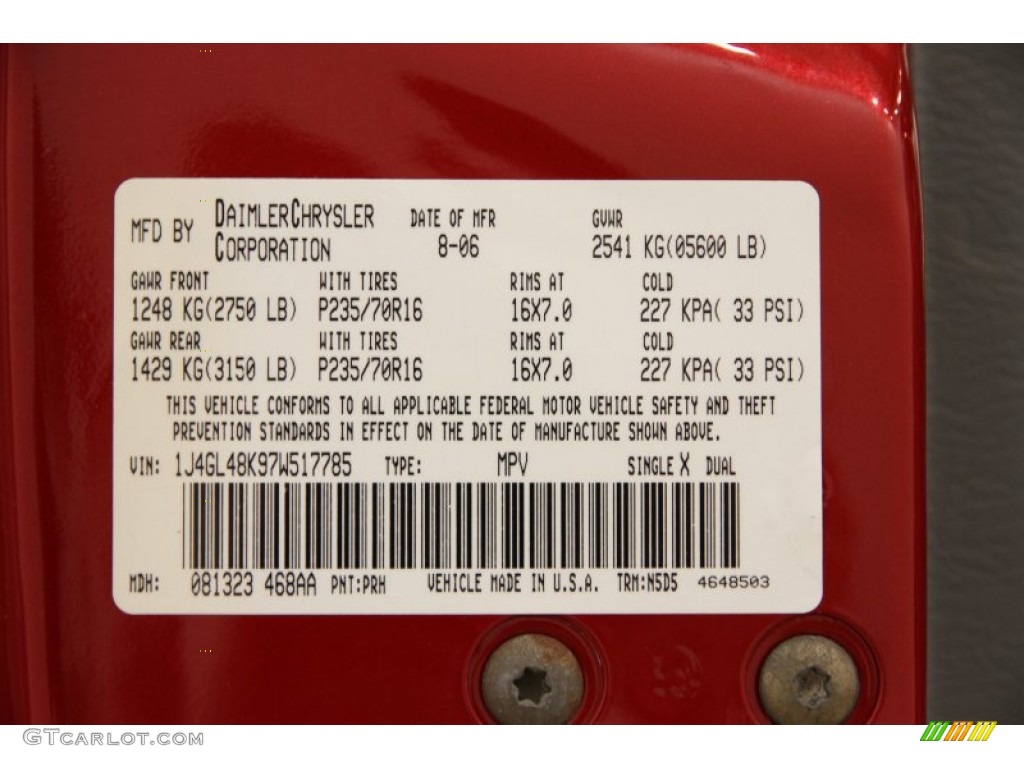 MFD BY DAIMLERCHRYSLER CORPORATION DATE OF MFR 8-06 GVWR 2541 KG(05600 LB)
GAWR FRONT WITH TIRES RIMS AT COLD
1248 KG(2750 LB) P235/70R16 16X7.0 227 KPA( 33 PSI)
GAWR REAR WITH TIRES RIMS AT COLD
1429 KG(3150 LB) P235/70R16 16X7.0 227 KPA( 33 PSI)
THIS VEHICLE CONFORMS TO ALL APPLICABLE FEDERAL MOTOR VEHICLE SAFETY AND THEFT
PREVENTION STANDARDS IN EFFECT ON THE DATE OF MANUFACTURE SHOWN ABOVE.
VIN: 1J4GL48K97W517785 TYPE: MPV SINGLE X DUAL
MDH: 081323 468AA PNT:PRH VEHICLE MADE IN U.S.A. TRM:N5D5 4648503
GTCARLOT.COM